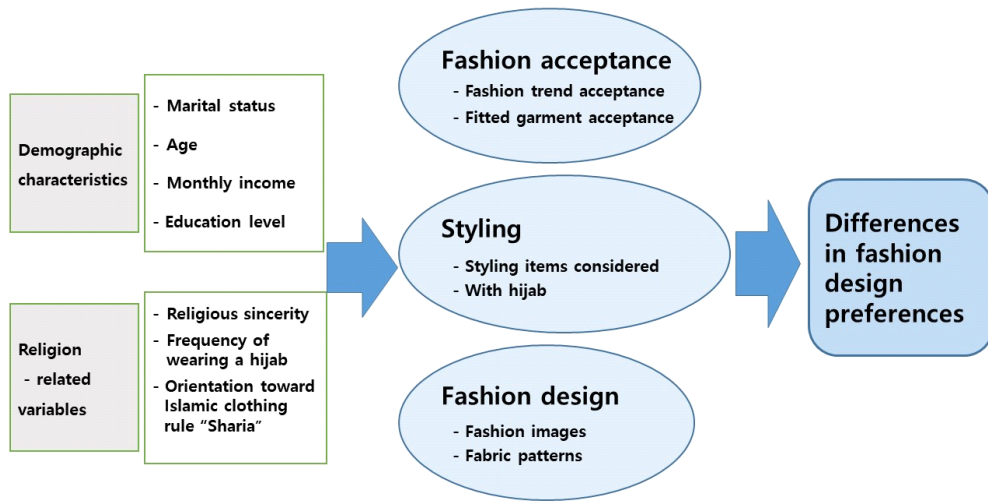 Demographic
characteristics
- Marital status
- Age
- Monthly income
- Education level
Religion
- related
variables
- Religious sincerity
- Frequency of
wearing a hijab
- Orientation toward
Islamic clothing
rule “Sharia”
Fashion acceptance
- Fashion trend acceptance
- Fitted garment acceptance
Styling
- Styling items considered
- With hijab
Fashion design
- Fashion images
- Fabric patterns
Differences
in fashion
design
preferences